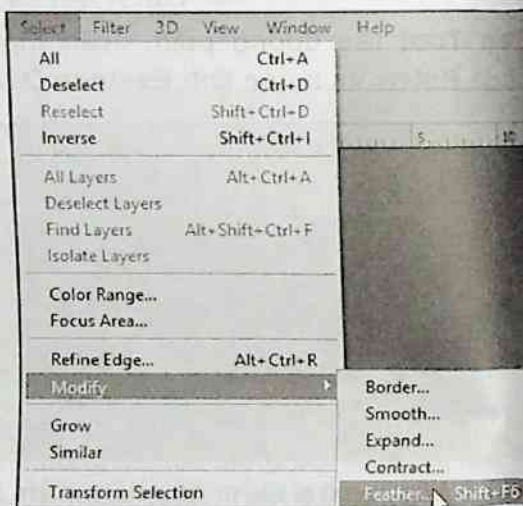 Select Filter 3D View Window Help
All Ctrl+A
Deselect Ctrl+D
Reselect Shift+Ctrl+D
Inverse Shift+Ctrl+I
5 10
All Layers Alt+Ctrl+A
Deselect Layers
Find Layers Alt+Shift+Ctrl+F
Isolate Layers
Color Range...
Focus Area...
Refine Edge... Alt+Ctrl+R
Modify
Border...
Grow
Smooth...
Similar
Expand...
Contract...
Transform Selection
Feather... Shift+F6